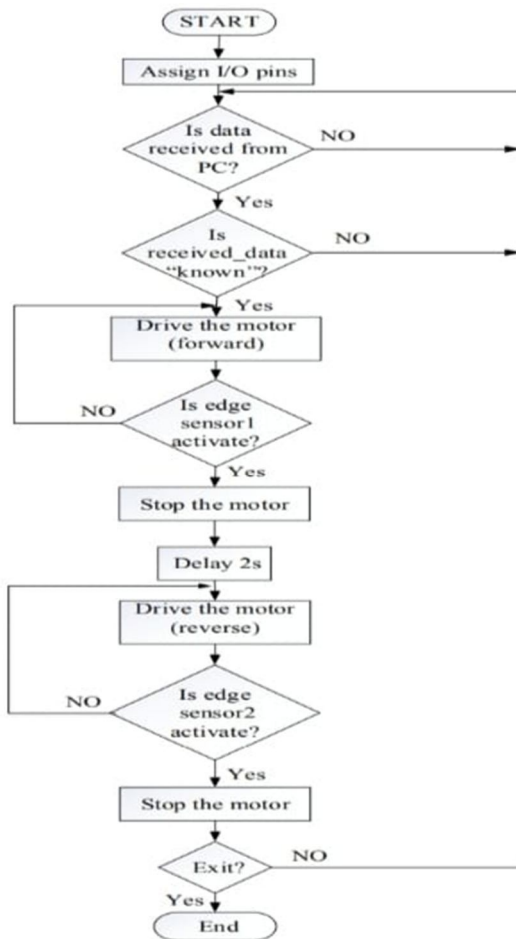 START
Assign I/O pins
Is data
received from
PC?
NO
Yes
Is
received_data
“known”?
NO
Yes
Drive the motor
(forward)
Is edge
sensor1
activate?
NO
Yes
Stop the motor
Delay 2s
Drive the motor
(reverse)
Is edge
sensor2
activate?
NO
Yes
Stop the motor
Exit?
NO
Yes
End